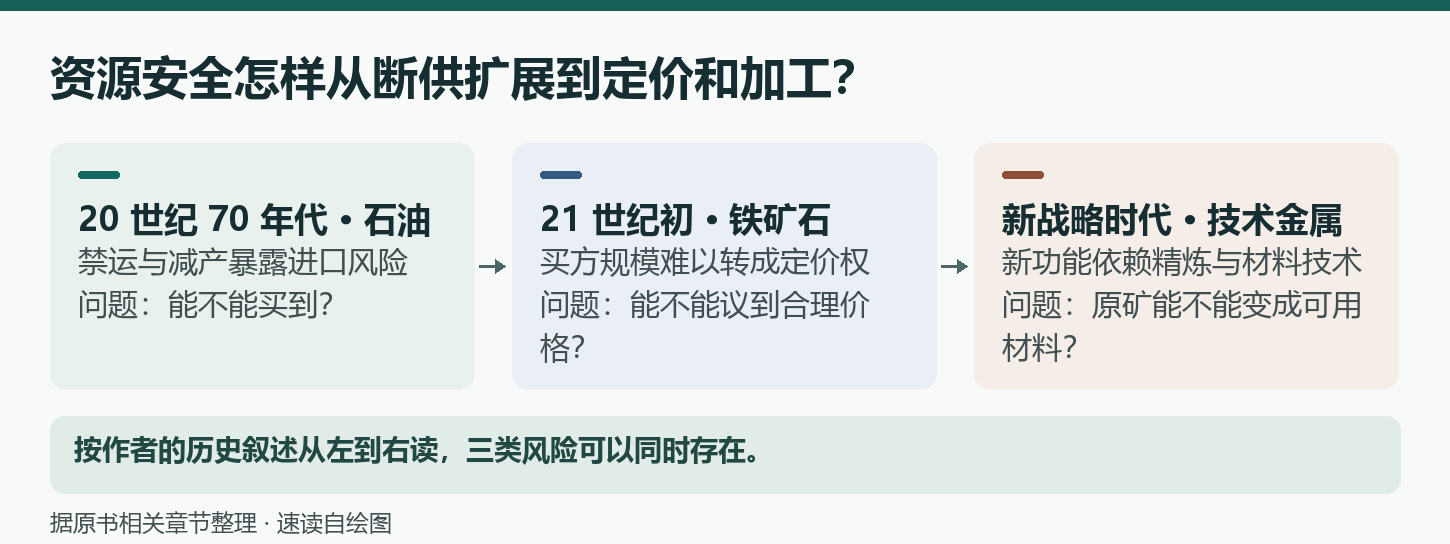 资源安全怎样从断供扩展到定价和加工？
20 世纪 70 年代 · 石油
禁运与减产暴露进口风险
问题：能不能买到？
21 世纪初 · 铁矿石
买方规模难以转成定价权
问题：能不能议到合理价
格？
新战略时代 · 技术金属
新功能依赖精炼与材料技术
问题：原矿能不能变成可用
材料？
按作者的历史叙述从左到右读，三类风险可以同时存在。
据原书相关章节整理 · 速读自绘图